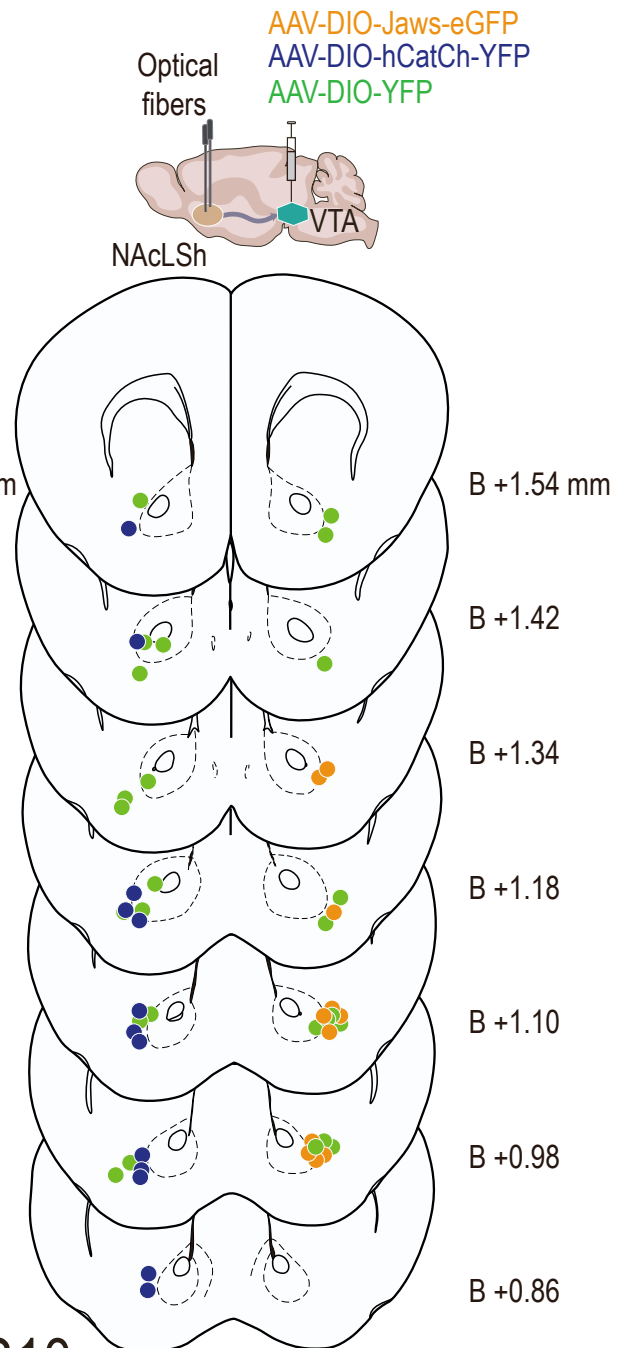 AAV-DIO-Jaws-eGFP
AAV-DIO-hCatCh-YFP
AAV-DIO-YFP
Optical
fibers
VTA
NAcLSh
m
B +1.54 mm
B +1.42
B +1.34
B +1.18
B +1.10
B +0.98
B +0.86